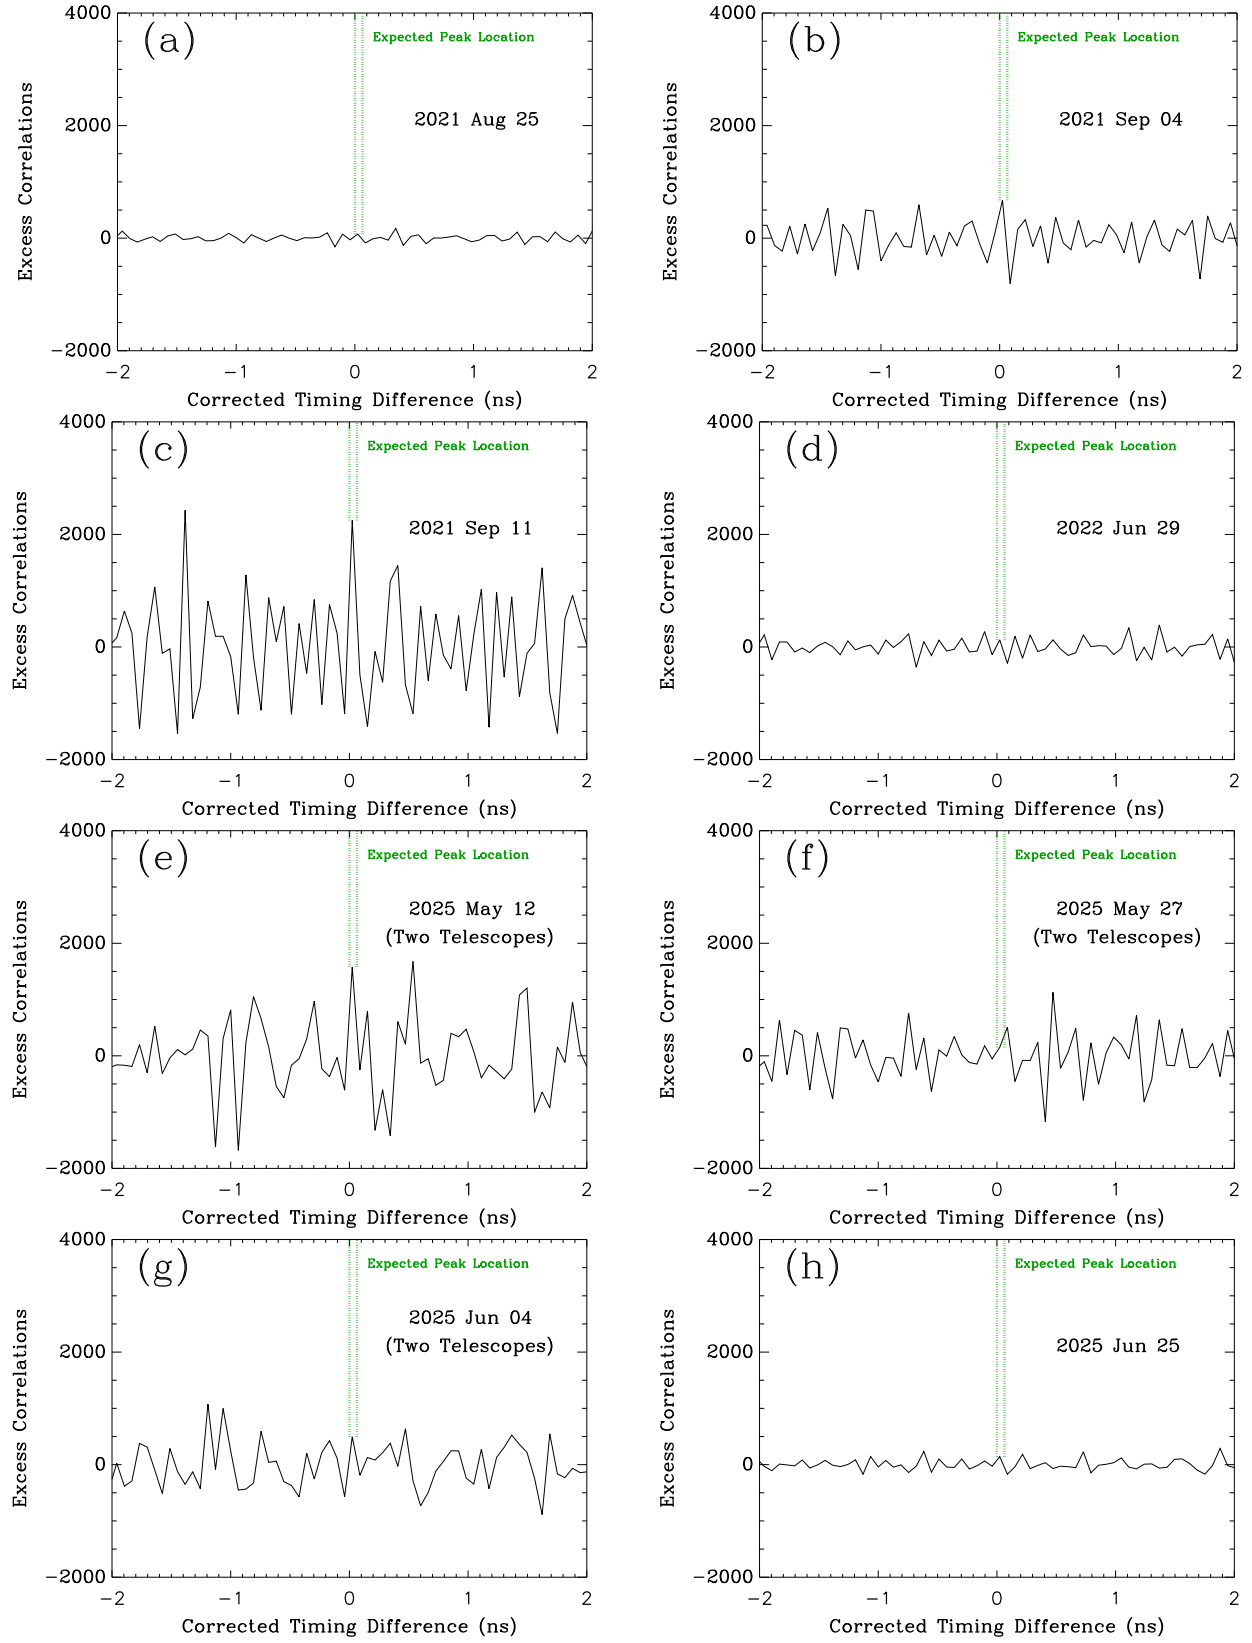 (a)
Expected Peak Location
2021 Aug 25
Excess Correlations
4000
2000
0
−2000
−2
−1
0
1
2
Corrected Timing Difference (ns)
(b)
Expected Peak Location
2021 Sep 04
Excess Correlations
4000
2000
0
−2000
−2
−1
0
1
2
Corrected Timing Difference (ns)
(c)
Expected Peak Location
2021 Sep 11
Excess Correlations
4000
2000
0
−2000
−2
−1
0
1
2
Corrected Timing Difference (ns)
(d)
Expected Peak Location
2022 Jun 29
Excess Correlations
4000
2000
0
−2000
−2
−1
0
1
2
Corrected Timing Difference (ns)
(e)
Expected Peak Location
2025 May 12
(Two Telescopes)
Excess Correlations
4000
2000
0
−2000
−2
−1
0
1
2
Corrected Timing Difference (ns)
(f)
Expected Peak Location
2025 May 27
(Two Telescopes)
Excess Correlations
4000
2000
0
−2000
−2
−1
0
1
2
Corrected Timing Difference (ns)
(g)
Expected Peak Location
2025 Jun 04
(Two Telescopes)
Excess Correlations
4000
2000
0
−2000
−2
−1
0
1
2
Corrected Timing Difference (ns)
(h)
Expected Peak Location
2025 Jun 25
Excess Correlations
4000
2000
0
−2000
−2
−1
0
1
2
Corrected Timing Difference (ns)